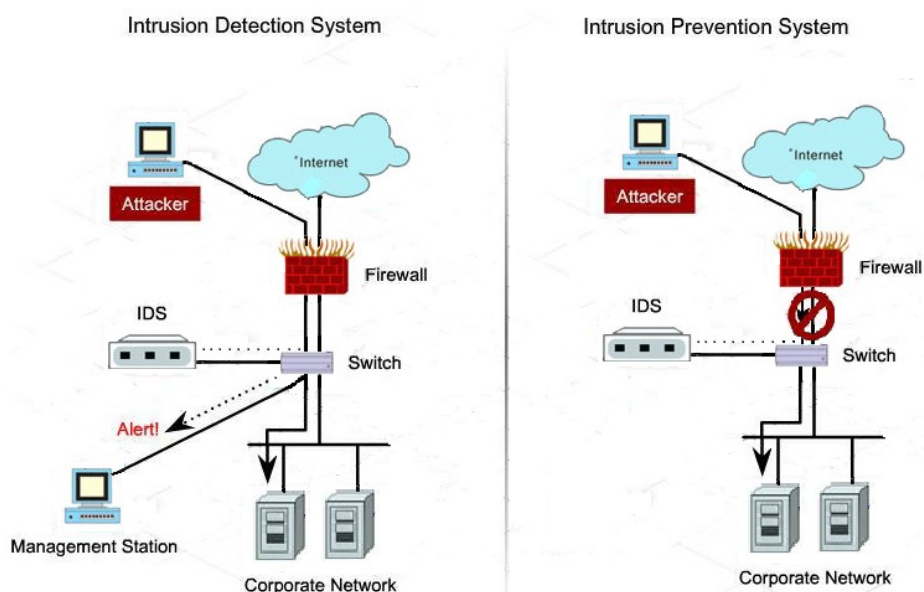 Intrusion Detection System
Internet
Attacker
Firewall
IDS
Switch
Alert!
Management Station
Corporate Network
Intrusion Prevention System
Internet
Attacker
Firewall
IDS
Switch
Corporate Network